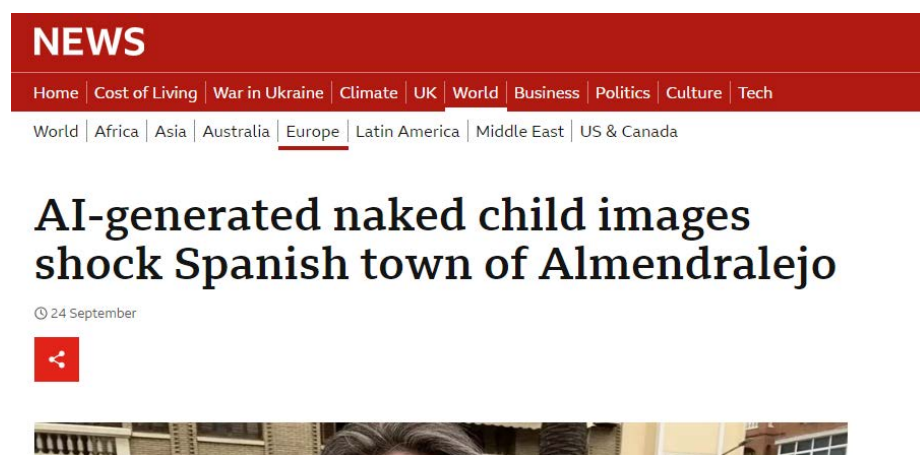 NEWS
Home Cost of Living War in Ukraine Climate UK World Business Politics Culture Tech
World Africa Asia Australia Europe Latin America Middle East US & Canada
AI-generated naked child images
shock Spanish town of Almendralejo
24 September